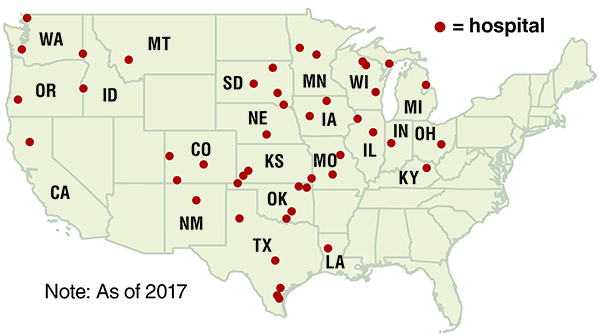 = hospital
WA
MT
OR
ID
SD
MN
WI
MI
NE
IA
IL
IN
OH
CO
KS
MO
KY
CA
NM
OK
TX
LA
Note: As of 2017